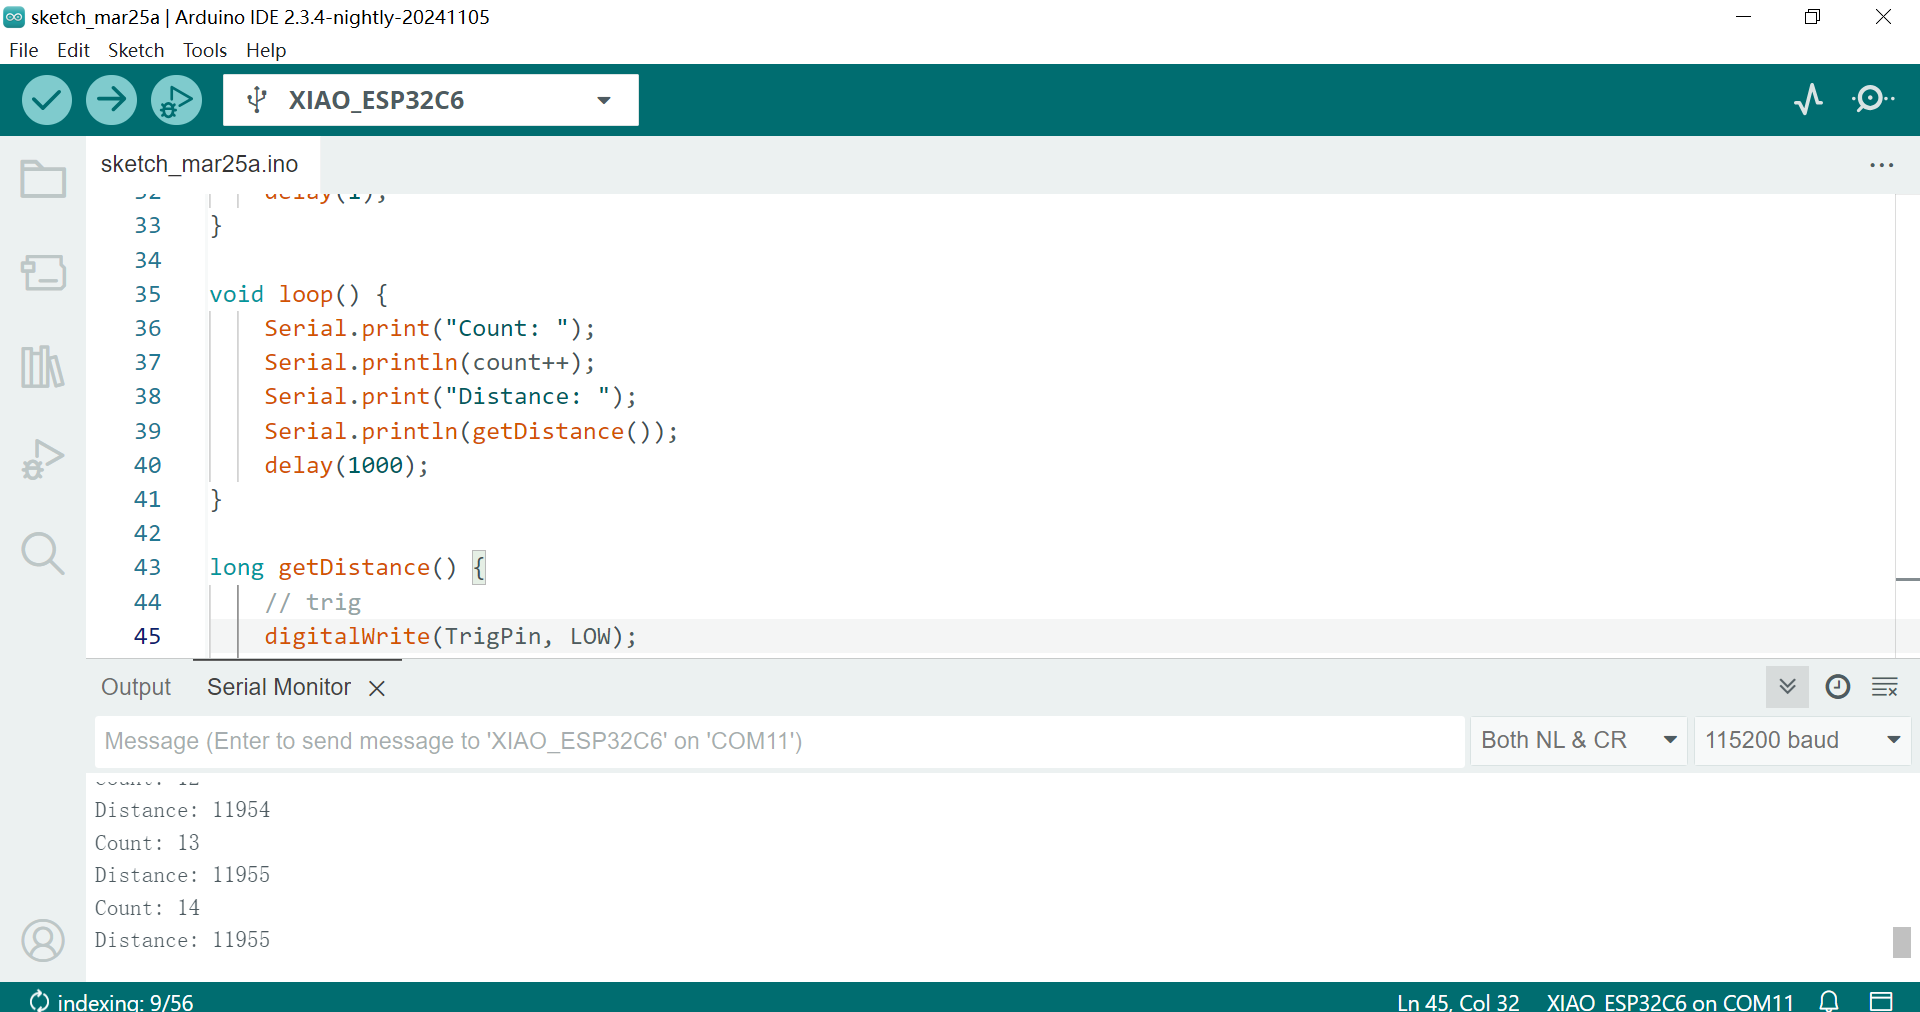 sketch_mar25a | Arduino IDE 2.3.4-nightly-20241105
File Edit Sketch Tools Help
XIAO_ESP32C6
sketch_mar25a.ino
32 delay(1);
33 }
34
35 void loop() {
36 Serial.print("Count: ");
37 Serial.println(count++);
38 Serial.print("Distance: ");
39 Serial.println(getDistance());
40 delay(1000);
41 }
42
43 long getDistance() {
44 // trig
45 digitalWrite(TrigPin, LOW);
Output Serial Monitor
Message (Enter to send message to 'XIAO_ESP32C6' on 'COM11')
Both NL & CR
115200 baud
Count: 12
Distance: 11954
Count: 13
Distance: 11955
Count: 14
Distance: 11955
indexing: 9/56
Ln 45, Col 32 XIAO_ESP32C6 on COM11